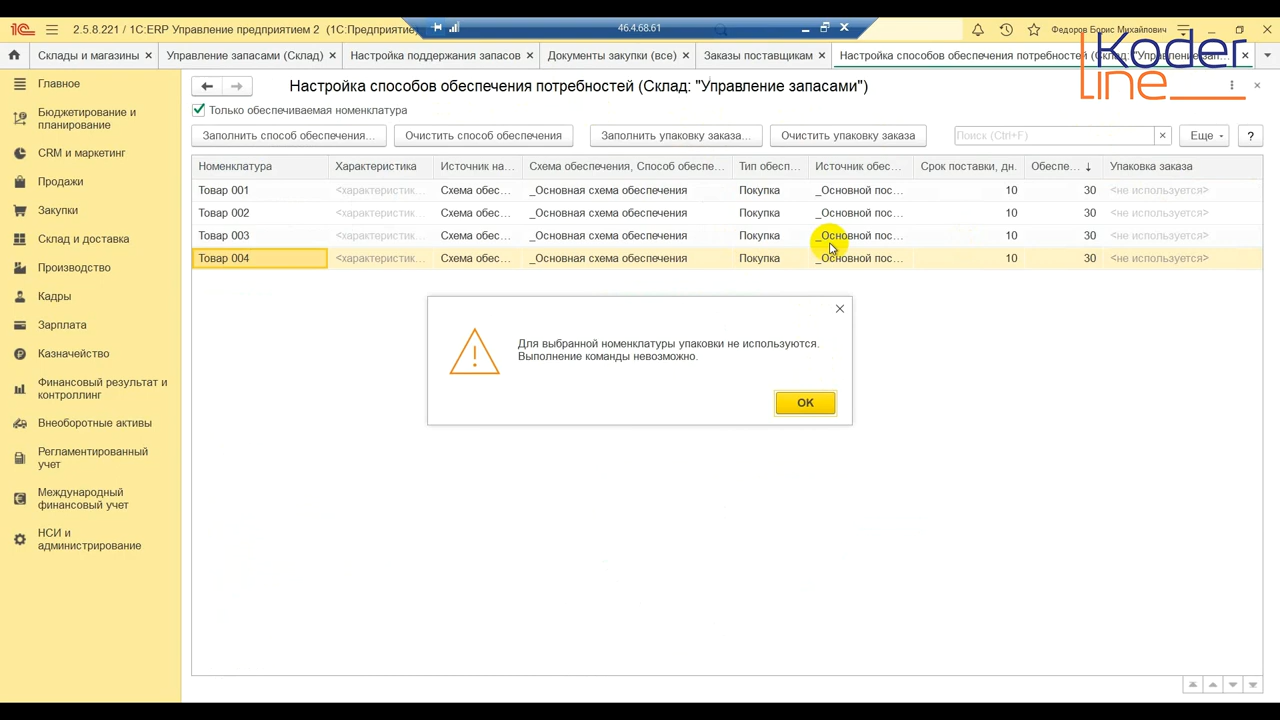 2.5.8.221 / 1C:ERP Управление предприятием 2 (1С:Предприятие)
46.4.68.61
Федоров Борис Михайлович
Koder
line
Склады и магазины
Управление запасами (Склад)
Документы закупки (все)
Заказы поставщикам
Настройка способов обеспечения потребностей (Склад: "Управление зап...
Главное
Бюджетирование и
планирование
CRM и маркетинг
Продажи
Закупки
Склад и доставка
Производство
Кадры
Зарплата
Казначейство
Финансовый результат и
контроллинг
Внеоборотные активы
Регламентированный
учет
Международный
финансовый учет
НСИ и
администрирование
Настройка способов обеспечения потребностей (Склад: "Управление запасами")
Только обеспечиваемая номенклатура
Заполнить способ обеспечения... Очистить способ обеспечения Заполнить упаковку заказа... Очистить упаковку заказа Поиск (Ctrl+F) Еще ?
Номенклатура Характеристика Источник на... Схема обеспечения, Способ обеспе... Тип обесп... Источник обес... Срок поставки, дн. Обеспе... Упаковка заказа
Товар 001 <характеристик... Схема обес... _Основная схема обеспечения Покупка _Основной пос... 10 30 <не используется>
Товар 002 <характеристик... Схема обес... _Основная схема обеспечения Покупка _Основной пос... 10 30 <не используется>
Товар 003 <характеристик... Схема обес... _Основная схема обеспечения Покупка _Основной пос... 10 30 <не используется>
Товар 004 <характеристик... Схема обес... _Основная схема обеспечения Покупка _Основной пос... 10 30 <не используется>
Для выбранной номенклатуры упаковки не используются.
Выполнение команды невозможно.
OK